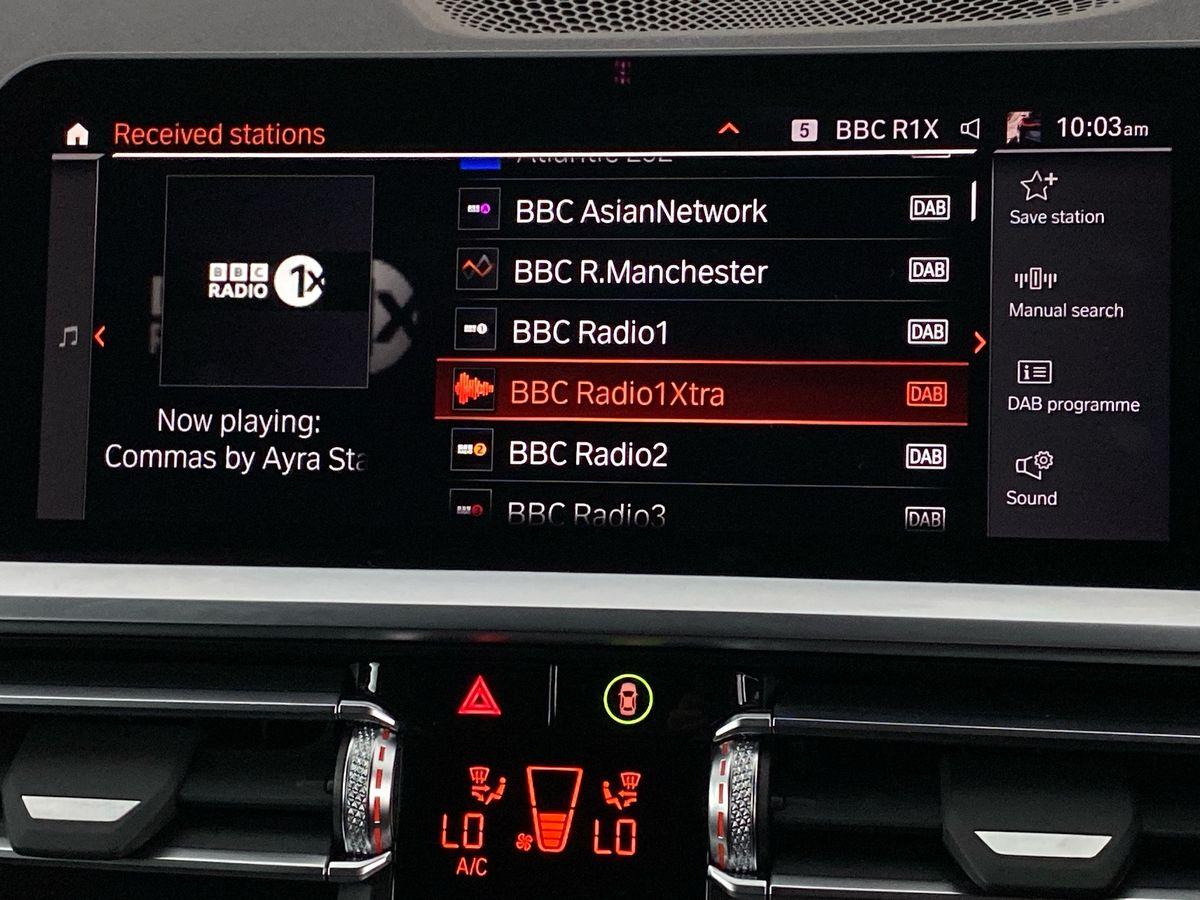 Received stations
5 BBC R1X
10:03am
BBC
RADIO 1X
Now playing:
Commas by Ayra Sta
Atlantic 252
BBC AsianNetwork DAB
BBC R.Manchester DAB
BBC Radio1 DAB
BBC Radio1Xtra DAB
BBC Radio2 DAB
BBC Radio3 DAB
Save station
Manual search
DAB programme
Sound
LO
LO
A/C